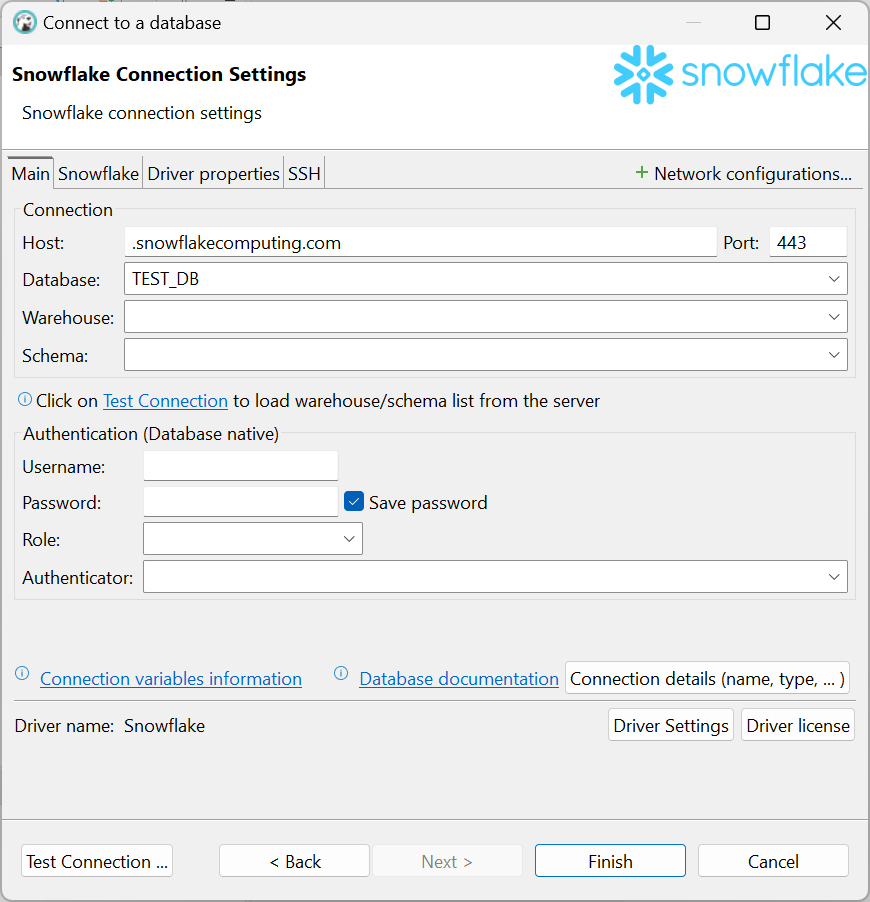 Connect to a database
Snowflake Connection Settings
snowflake
Snowflake connection settings
Main Snowflake Driver properties SSH + Network configurations...
Connection
Host: .snowflakecomputing.com Port: 443
Database: TEST_DB
Warehouse:
Schema:
Click on Test Connection to load warehouse/schema list from the server
Authentication (Database native)
Username:
Password: Save password
Role:
Authenticator:
Connection variables information Database documentation Connection details (name, type, ... )
Driver name: Snowflake Driver Settings Driver license
Test Connection ... < Back Next > Finish Cancel